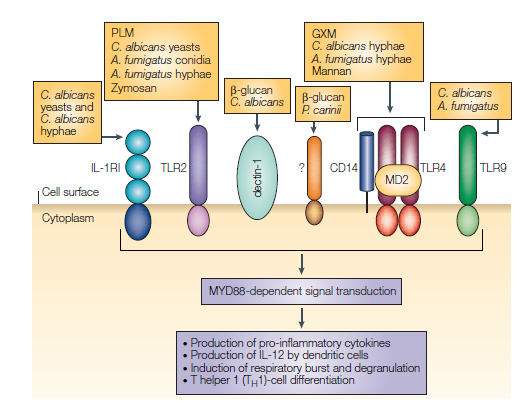 PLM
C. albicans yeasts
A. fumigatus conidia
A. fumigatus hyphae
Zymosan
GXM
C. albicans hyphae
A. fumigatus hyphae
Mannan
C. albicans
yeasts and
C. albicans
hyphae
β-glucan
C. albicans
β-glucan
P. carinii
C. albicans
A. fumigatus
IL-1RI
TLR2
dectin-1
?
CD14
MD2
TLR4
TLR9
Cell surface
Cytoplasm
MYD88-dependent signal transduction
• Production of pro-inflammatory cytokines
• Production of IL-12 by dendritic cells
• Induction of respiratory burst and degranulation
• T helper 1 (TH1)-cell differentiation